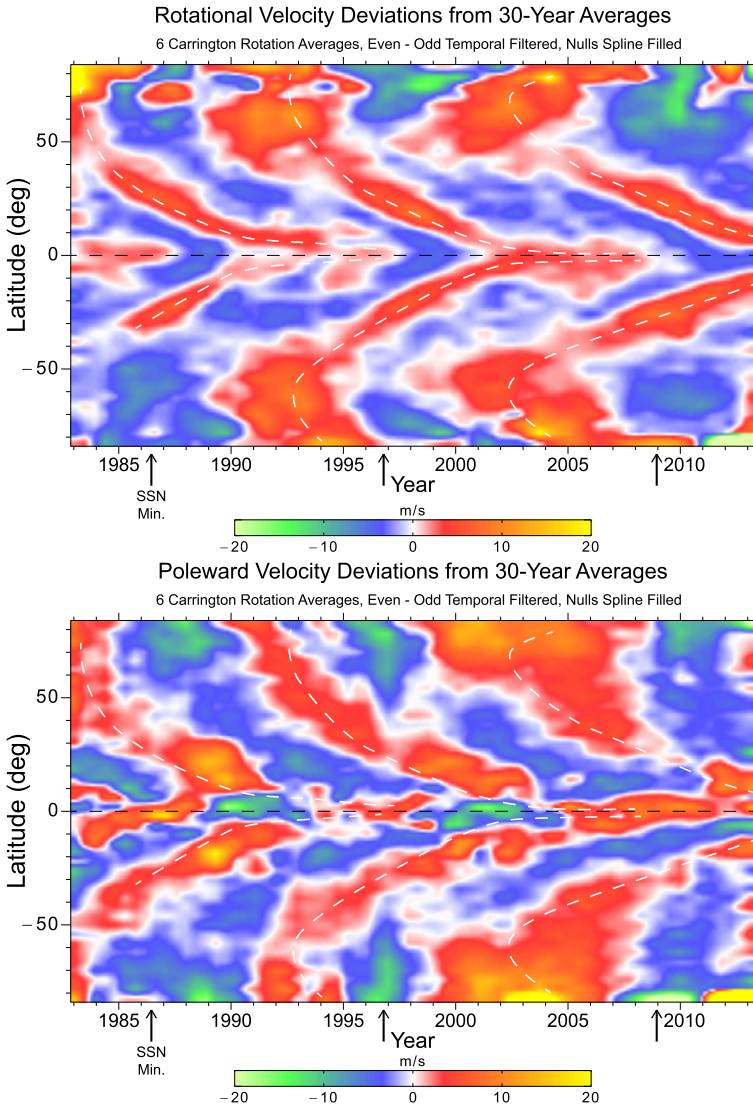 Rotational Velocity Deviations from 30-Year Averages
6 Carrington Rotation Averages, Even - Odd Temporal Filtered, Nulls Spline Filled
Latitude (deg)
50
0
−50
1985 1990 1995 2000 2005 2010
Year
SSN
Min.
m/s
−20 −10 0 10 20
Poleward Velocity Deviations from 30-Year Averages
6 Carrington Rotation Averages, Even - Odd Temporal Filtered, Nulls Spline Filled
Latitude (deg)
50
0
−50
1985 1990 1995 2000 2005 2010
Year
SSN
Min.
m/s
−20 −10 0 10 20